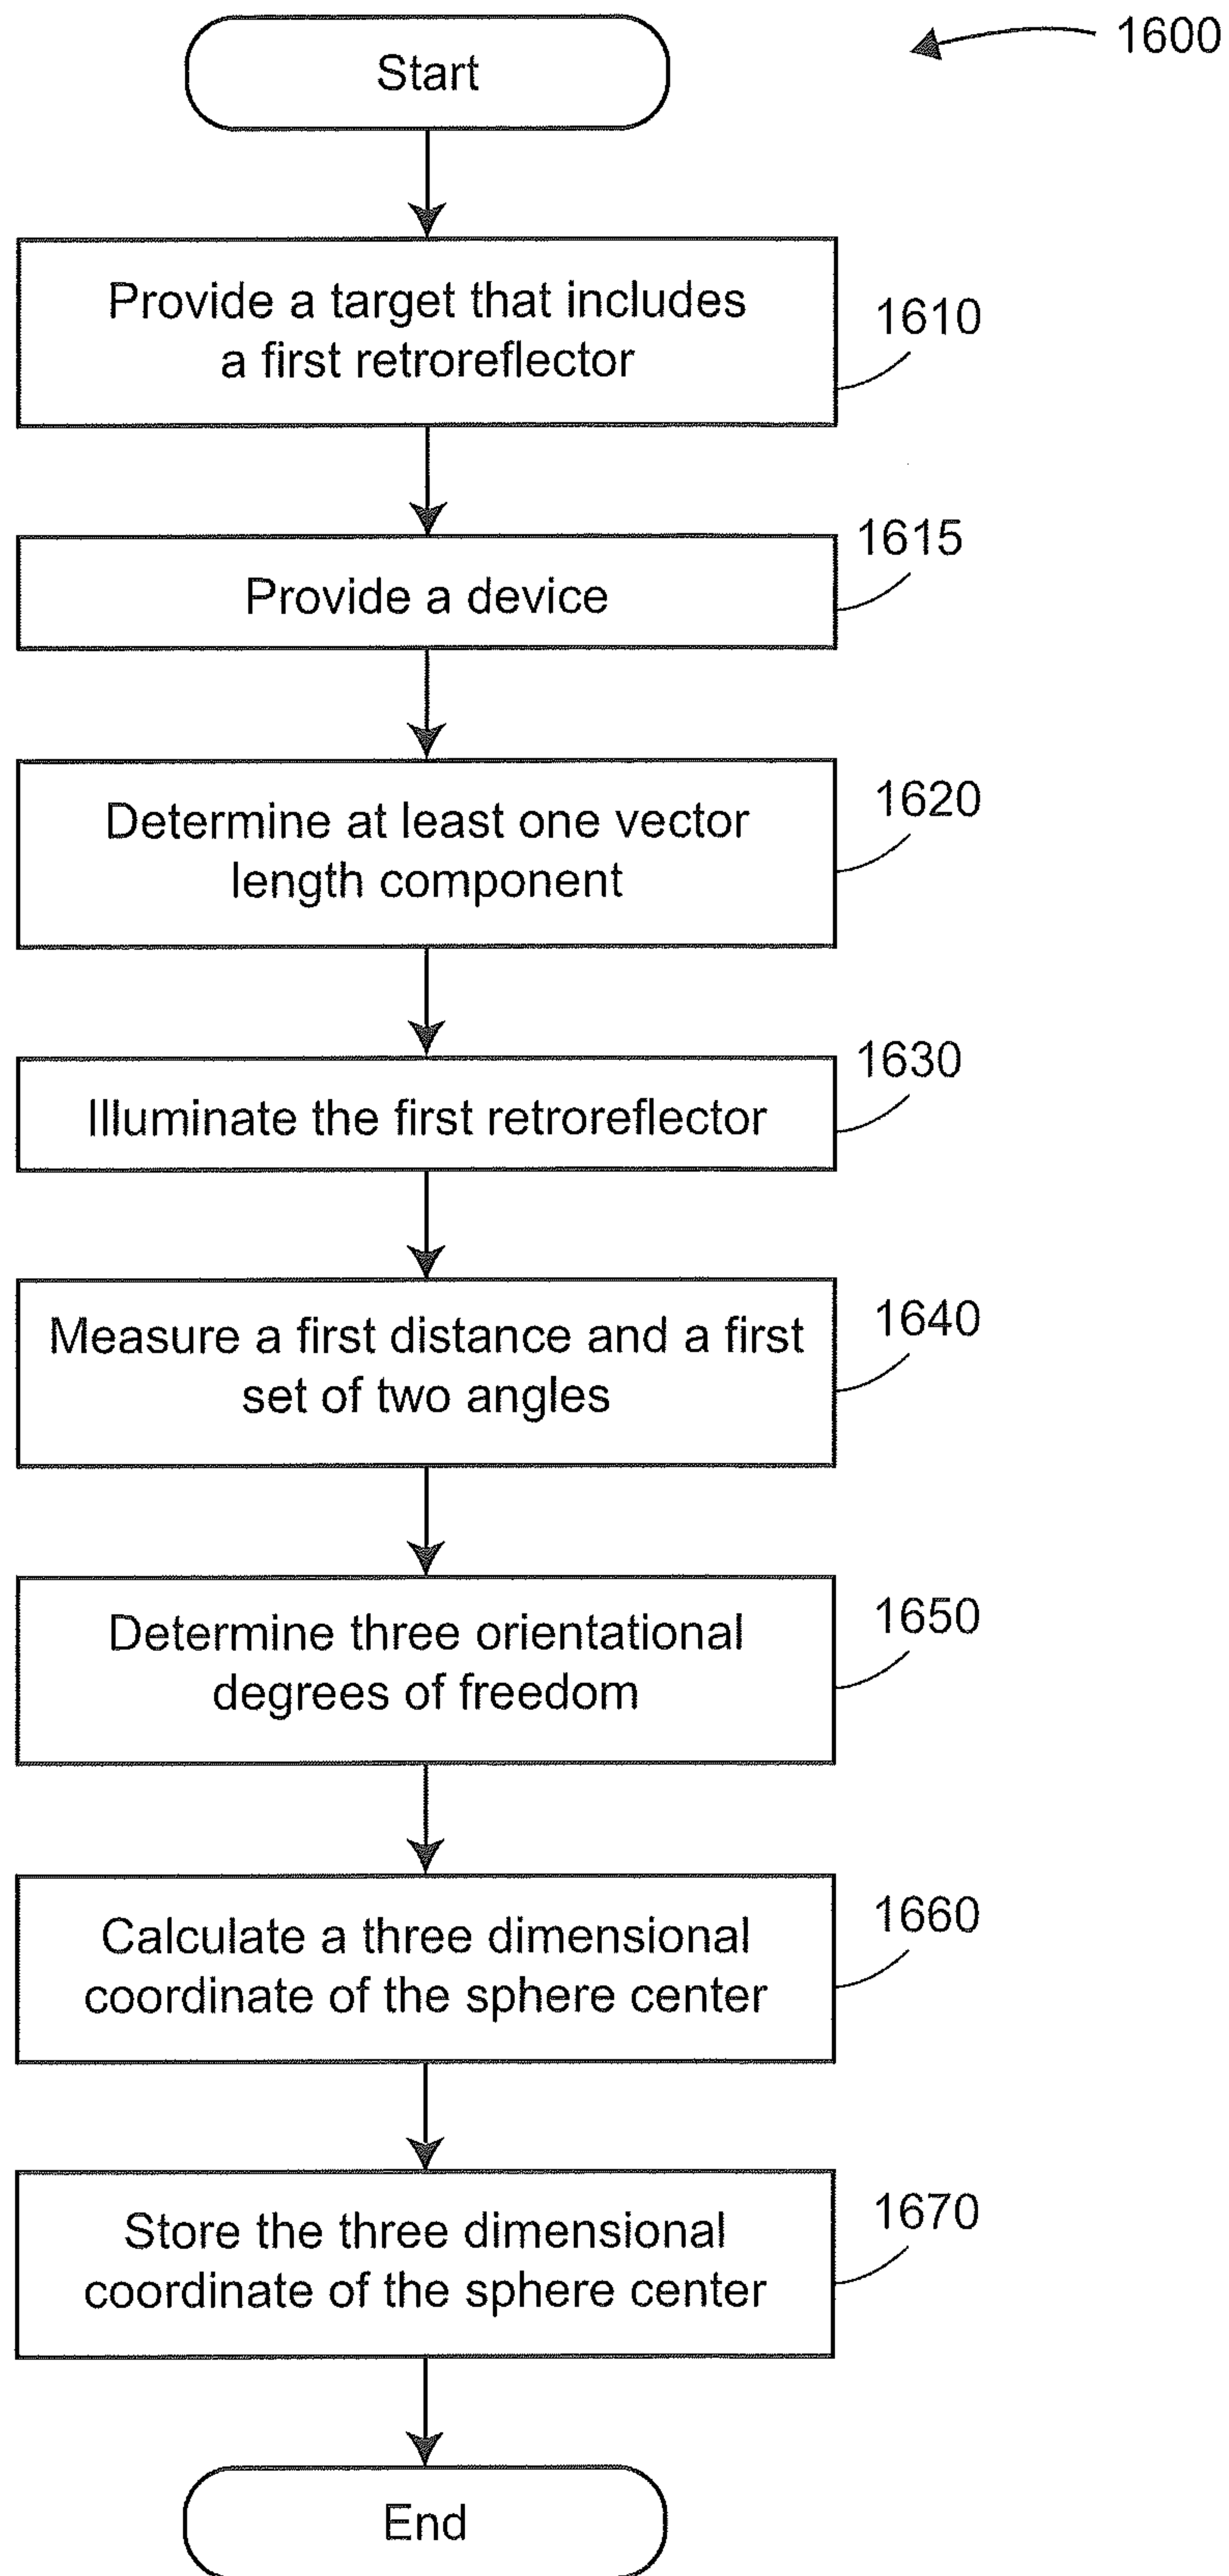 1600
Start
Provide a target that includes
a first retroreflector
1610
Provide a device
1615
Determine at least one vector
length component
1620
Illuminate the first retroreflector
1630
Measure a first distance and a first
set of two angles
1640
Determine three orientational
degrees of freedom
1650
Calculate a three dimensional
coordinate of the sphere center
1660
Store the three dimensional
coordinate of the sphere center
1670
End